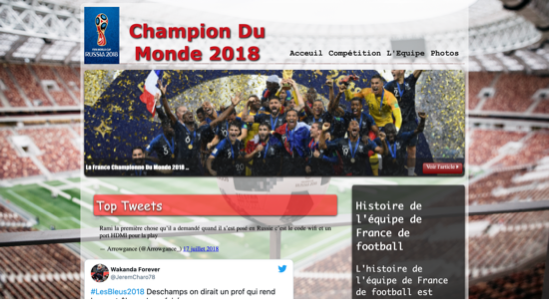 FIFA WORLD CUP
RUSSIA 2018
Champion Du
Monde 2018
Acceuil Compétition L'Equipe Photos
La France Championne Du Monde 2018 ...
Voir l'article
Top Tweets
Rami la première chose qu'il a demandé quand il s'est posé en Russie c'est le code wifi et un
port HDMI pour la play
— Arrowgance (@Arrowgance_) 17 juillet 2018
Wakanda Forever
@JeremCharo78
#LesBleus2018 Deschamps on dirait un prof qui rend
Histoire de
l'équipe de
France de
football
L'histoire de
l'équipe de France
de football est